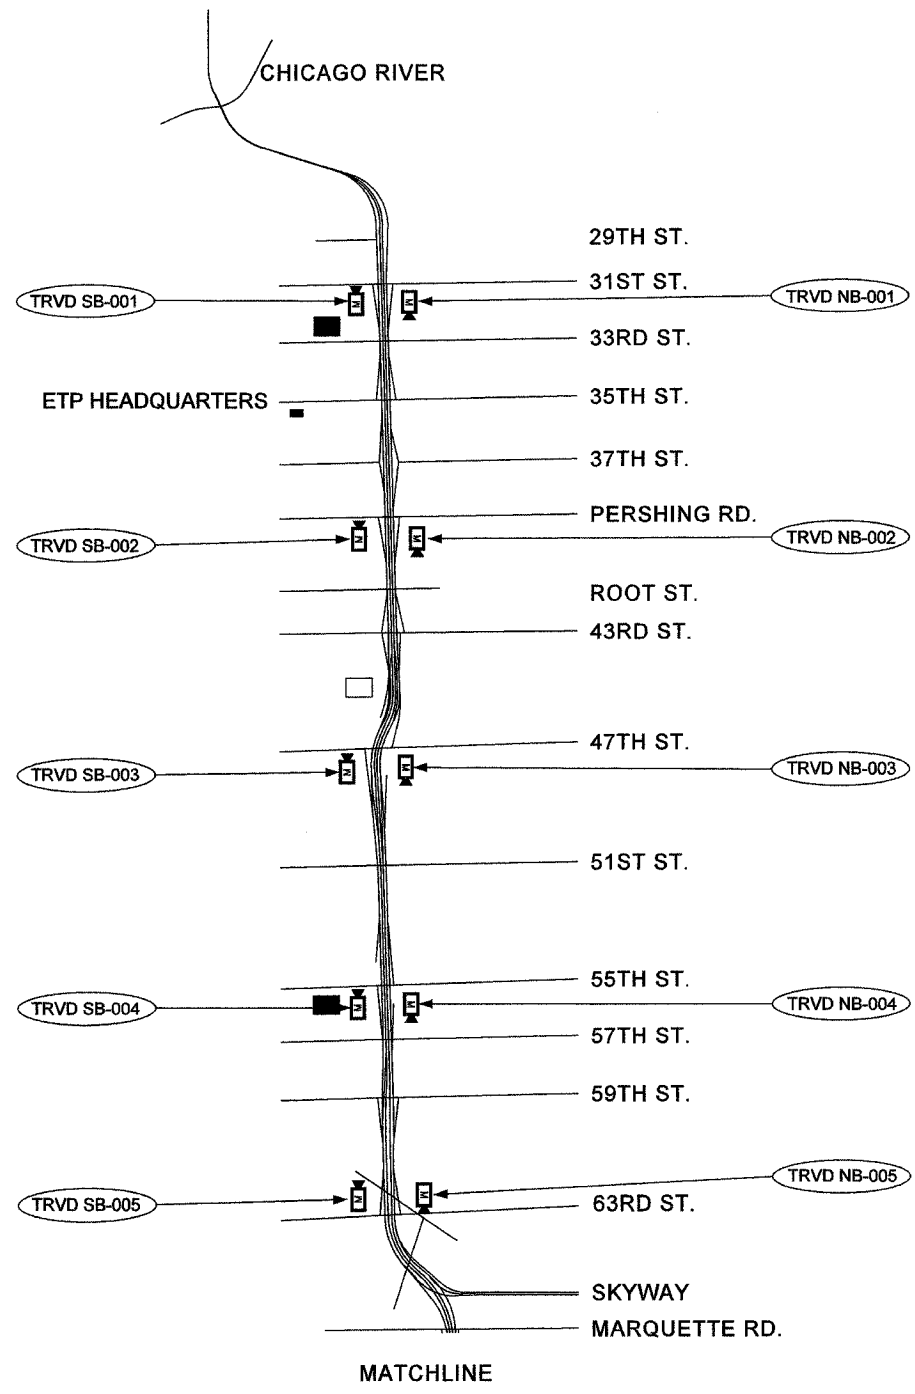 CHICAGO RIVER
29TH ST.
31ST ST.
TRVD SB-001
M
M
TRVD NB-001
33RD ST.
ETP HEADQUARTERS
35TH ST.
37TH ST.
PERSHING RD.
TRVD SB-002
M
M
TRVD NB-002
ROOT ST.
43RD ST.
47TH ST.
TRVD SB-003
M
M
TRVD NB-003
51ST ST.
55TH ST.
TRVD SB-004
M
M
TRVD NB-004
57TH ST.
59TH ST.
TRVD SB-005
M
M
TRVD NB-005
63RD ST.
SKYWAY
MARQUETTE RD.
MATCHLINE